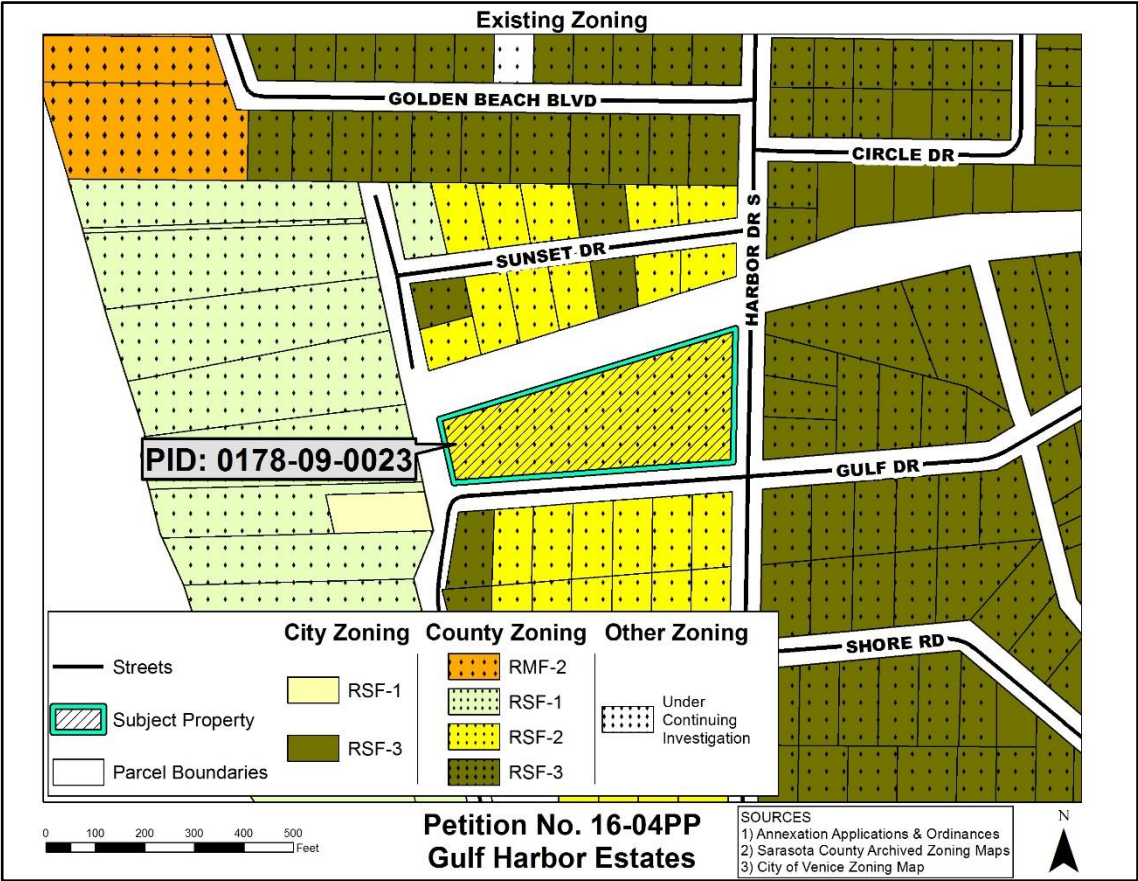 Existing Zoning
GOLDEN BEACH BLVD
CIRCLE DR
HARBOR DR S
SUNSET DR
PID: 0178-09-0023
GULF DR
SHORE RD
City Zoning
County Zoning
Other Zoning
Streets
Subject Property
Parcel Boundaries
RSF-1
RSF-3
RMF-2
RSF-1
RSF-2
RSF-3
Under
Continuing
Investigation
0 100 200 300 400 500
Feet
Petition No. 16-04PP
Gulf Harbor Estates
SOURCES
1) Annexation Applications & Ordinances
2) Sarasota County Archived Zoning Maps
3) City of Venice Zoning Map
N